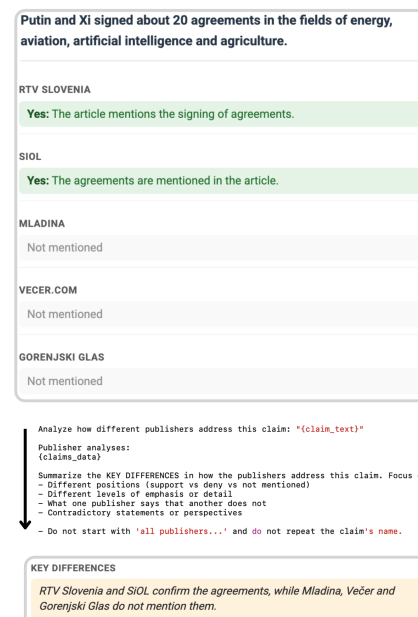 Putin and Xi signed about 20 agreements in the fields of energy,
aviation, artificial intelligence and agriculture.
RTV SLOVENIA
Yes: The article mentions the signing of agreements.
SIOL
Yes: The agreements are mentioned in the article.
MLADINA
Not mentioned
VECER.COM
Not mentioned
GORENJSKI GLAS
Not mentioned
Analyze how different publishers address this claim: "{claim_text}"
Publisher analyses:
{claims_data}
Summarize the KEY DIFFERENCES in how the publishers address this claim. Focus
- Different positions (support vs deny vs not mentioned)
- Different levels of emphasis or detail
- What one publisher says that another does not
- Contradictory statements or perspectives
- Do not start with 'all publishers...' and do not repeat the claim's name.
KEY DIFFERENCES
RTV Slovenia and SiOL confirm the agreements, while Mladina, Večer and
Gorenjski Glas do not mention them.